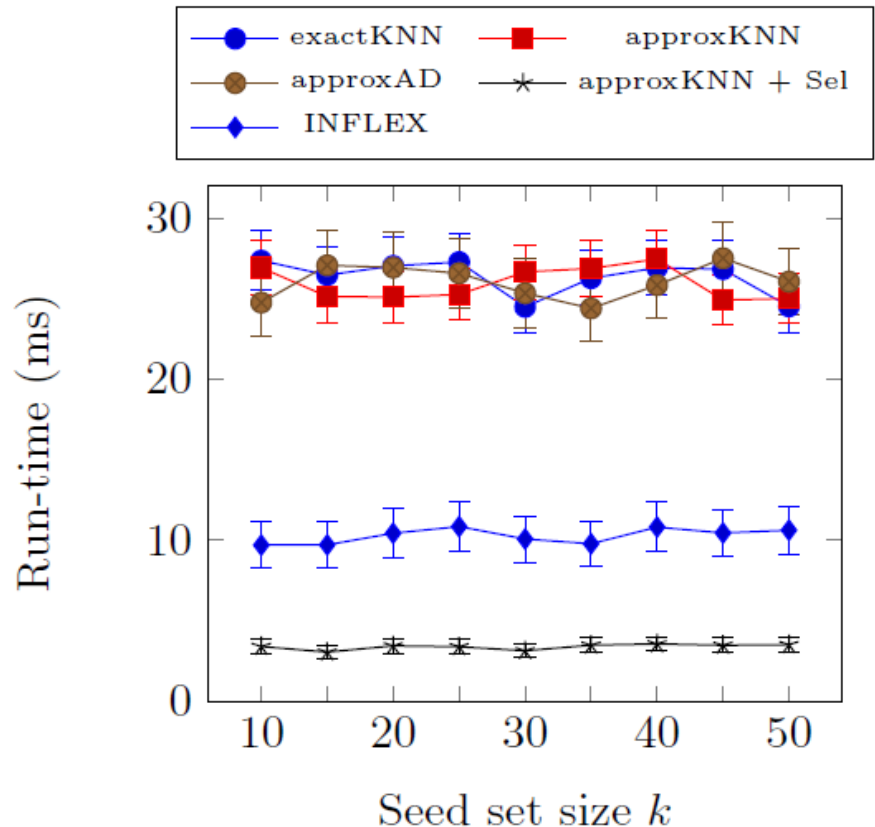 exactKNN approxKNN
approxAD approxKNN + Sel
INFLEX
30
20
10
0
Run-time (ms)
10 20 30 40 50
Seed set size k